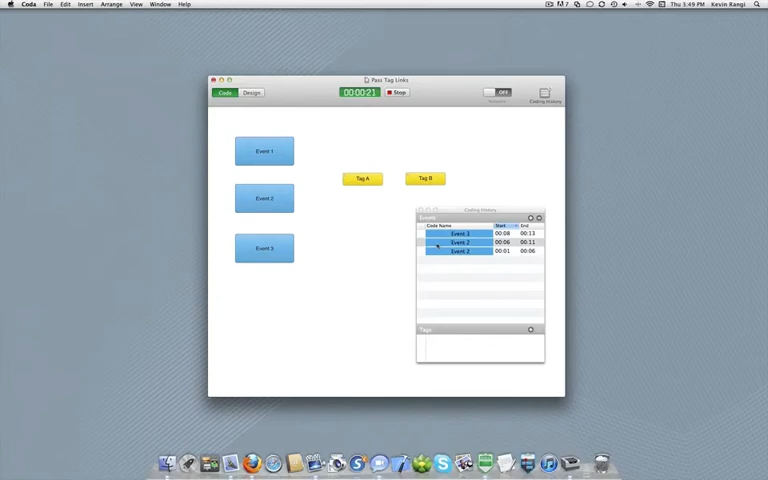 Coda File Edit Insert Arrange View Window Help
7 Thu 3:49 PM Kevin Rangi
Pass Tag Links
Code Design 00:00:21 Stop OFF
Coding History
Event 1
Tag A Tag B
Event 2
Event 3
Coding History
Events
Code Name Start End
Event 3 00:08 00:13
Event 2 00:06 00:11
Event 2 00:01 00:06
Tags